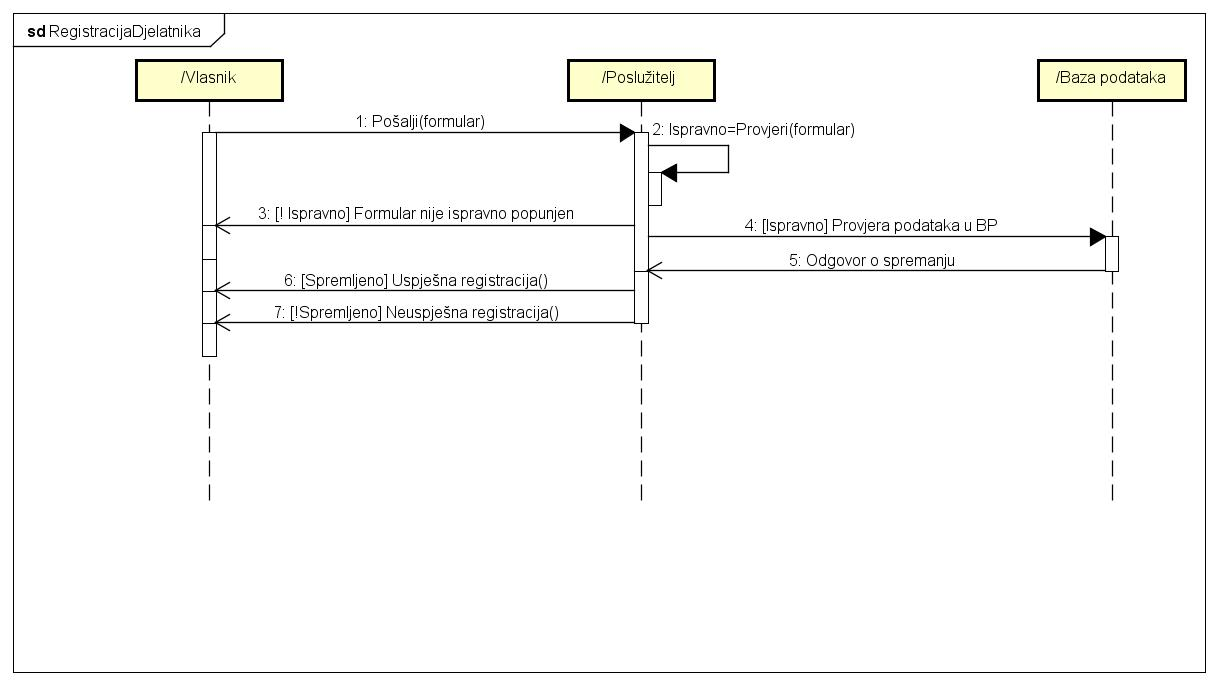 sd RegistracijaDjelatnika
/Vlasnik
/Poslužitelj
/Baza podataka
1: Pošalji(formular)
2: Ispravno=Provjeri(formular)
3: [! Ispravno] Formular nije ispravno popunjen
4: [Ispravno] Provjera podataka u BP
5: Odgovor o spremanju
6: [Spremljeno] Uspješna registracija()
7: [!Spremljeno] Neuspješna registracija()